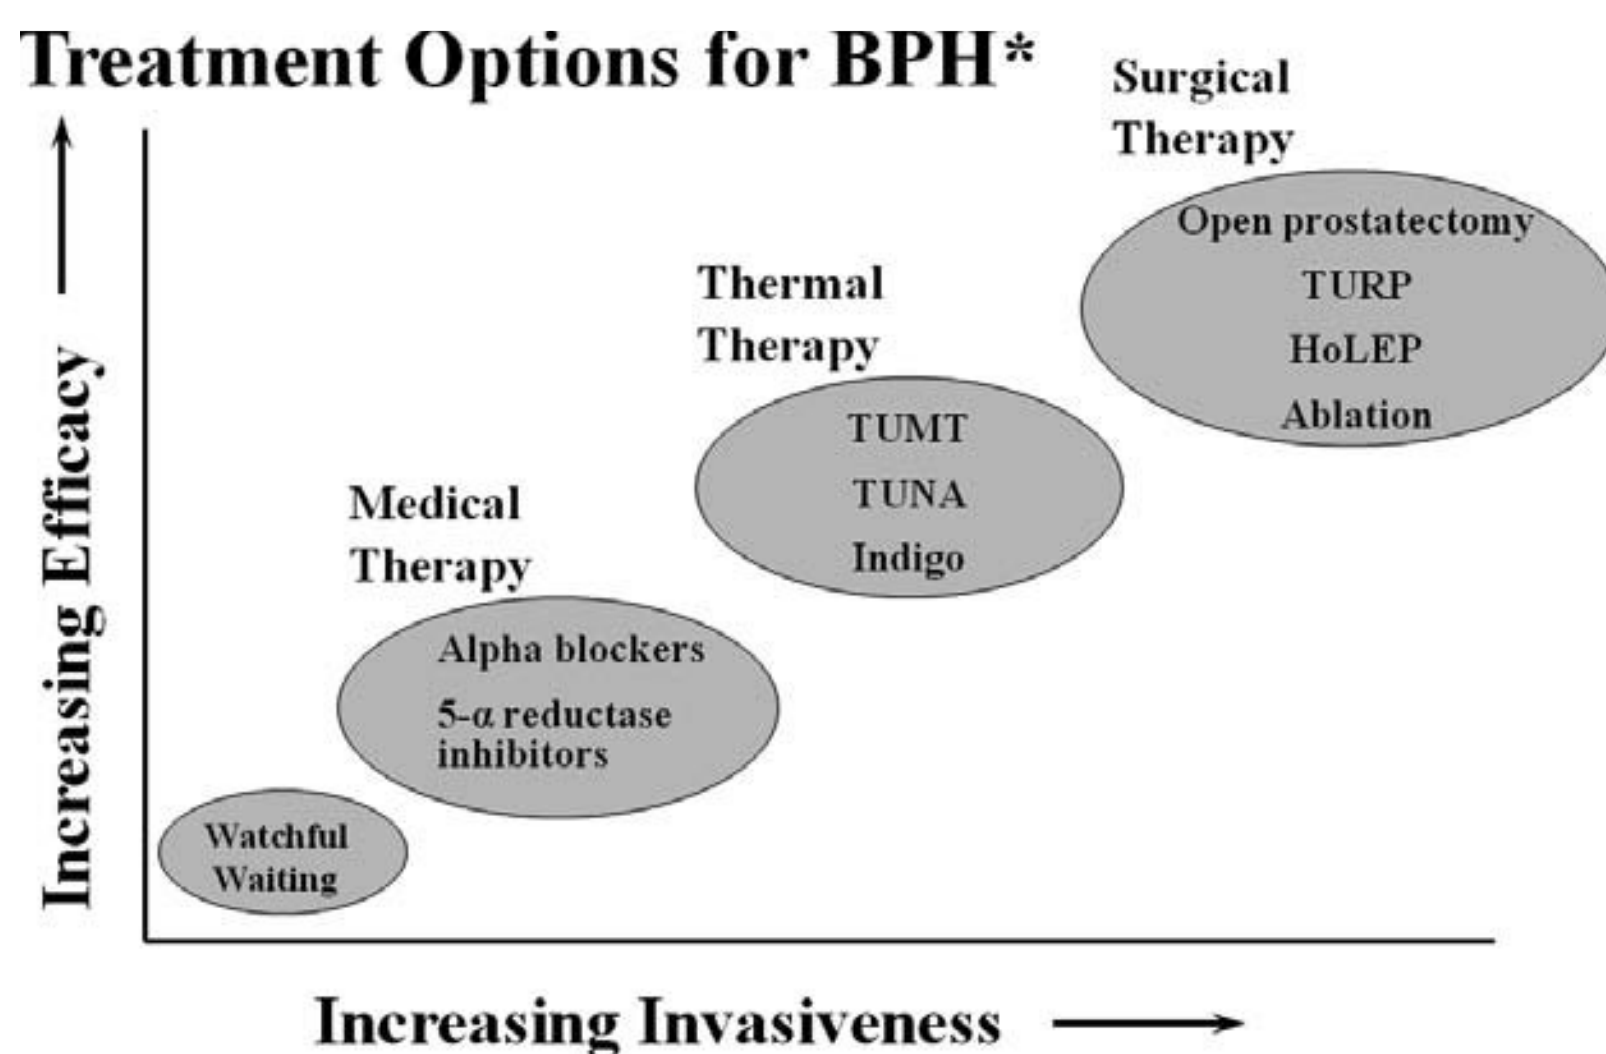 Treatment Options for BPH*
Surgical
Therapy
Open prostatectomy
TURP
HoLEP
Ablation
Thermal
Therapy
TUMT
TUNA
Indigo
Medical
Therapy
Alpha blockers
5-α reductase
inhibitors
Watchful
Waiting
Increasing Efficacy
Increasing Invasiveness